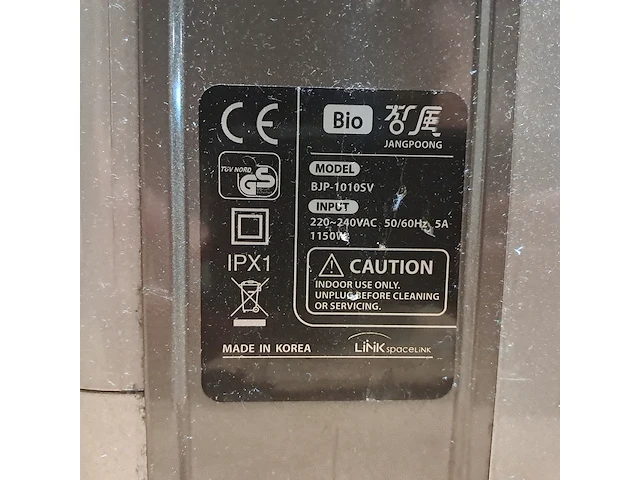 CE
Bio 장風
JANGPOONG
TÜV NORD
GS
MODEL
BJP-1010SV
INPUT
220~240VAC 50/60Hz 5A
IPX1
CAUTION
INDOOR USE ONLY.
UNPLUG BEFORE CLEANING
OR SERVICING.
MADE IN KOREA
LiNK spaceLiNK